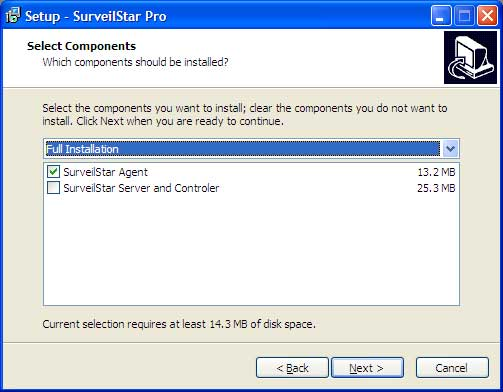 Setup - SurveilStar Pro
Select Components
Which components should be installed?
Select the components you want to install; clear the components you do not want to
install. Click Next when you are ready to continue.
Full Installation
SurveilStar Agent 13.2 MB
SurveilStar Server and Controler 25.3 MB
Current selection requires at least 14.3 MB of disk space.
< Back Next > Cancel